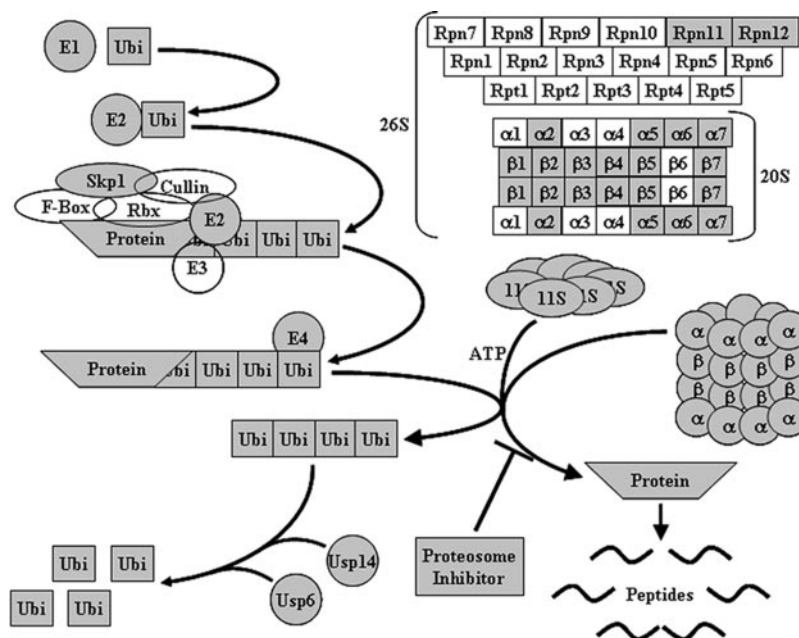 E1 Ubi
E2 Ubi
Skp1
Cullin
F-Box
Rbx
E2
Protein Ubi Ubi Ubi
E3
E4
Protein Ubi Ubi Ubi Ubi
Ubi Ubi Ubi Ubi
Usp14
Usp6
Ubi Ubi
Ubi Ubi
26S
Rpn7 Rpn8 Rpn9 Rpn10 Rpn11 Rpn12
Rpn1 Rpn2 Rpn3 Rpn4 Rpn5 Rpn6
Rpt1 Rpt2 Rpt3 Rpt4 Rpt5
α1 α2 α3 α4 α5 α6 α7
β1 β2 β3 β4 β5 β6 β7
β1 β2 β3 β4 β5 β6 β7
α1 α2 α3 α4 α5 α6 α7
20S
11S 11S 1S
ATP
α α α α
β β β β
β β β β
α α α α
Proteosome
Inhibitor
Protein
Peptides